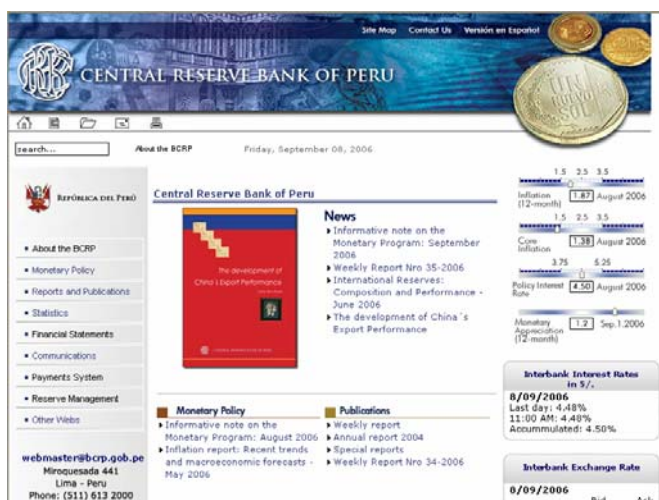 Site Map Contact Us Versión en Español
CENTRAL RESERVE BANK OF PERU
UN
NUEVO
SOL
search...
About the BCRP
Friday, September 08, 2006
REPÚBLICA DEL PERÚ
About the BCRP
Monetary Policy
Reports and Publications
Statistics
Financial Statements
Communications
Payments System
Reserve Management
Other Webs
webmaster@bcrp.gob.pe
Miroquesada 441
Lima - Peru
Phone: (511) 613 2000
Central Reserve Bank of Peru
The development of
China´s Export Performance
News
Informative note on the
Monetary Program: September
2006
Weekly Report Nro 35-2006
International Reserves:
Composition and Performance -
June 2006
The development of China´s
Export Performance
Monetary Policy
Informative note on the
Monetary Program: August 2006
Inflation report: Recent trends
and macroeconomic forecasts -
May 2006
Publications
Weekly report
Annual report 2004
Special reports
Weekly Report Nro 34-2006
1.5 2.5 3.5
Inflation 1.87 August 2006
(12-month)
1.5 2.5 3.5
Core 1.38 August 2006
Inflation
3.75 5.25
Policy Interest 4.50 August 2006
Rate
Monetary 1.2 Sep.1.2006
Appreciation
(12-month)
Interbank Interest Rates
in S/.
8/09/2006
Last day: 4.48%
11:00 AM: 4.48%
Accummulated: 4.50%
Interbank Exchange Rate
8/09/2006